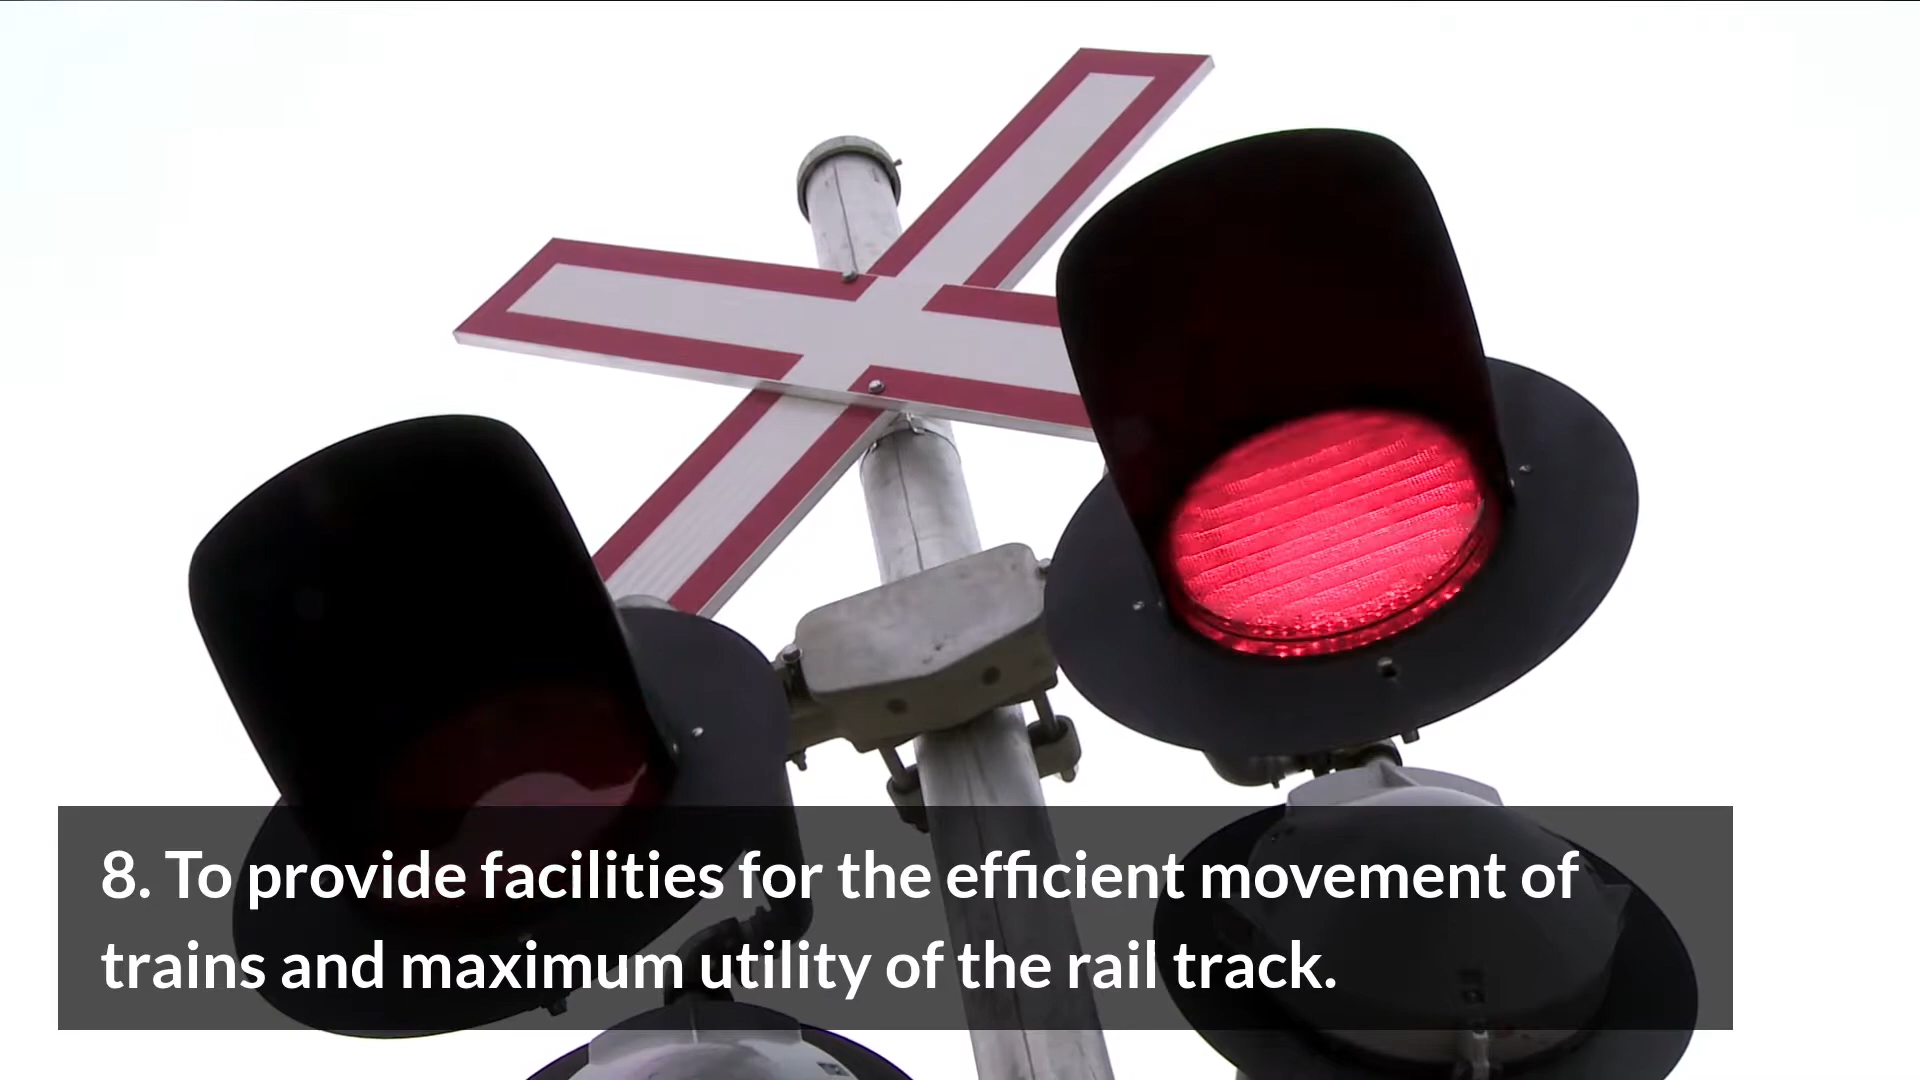 8. To provide facilities for the efficient movement of
trains and maximum utility of the rail track.